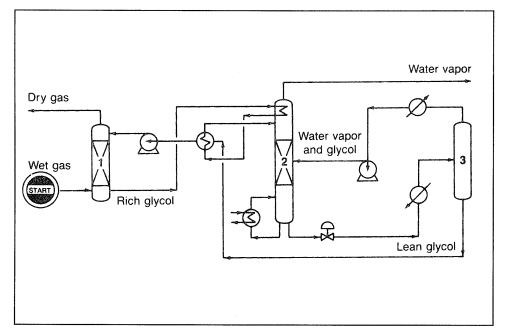 Water vapor
Dry gas
Water vapor
and glycol
1
2
3
Wet gas
START
Rich glycol
Lean glycol